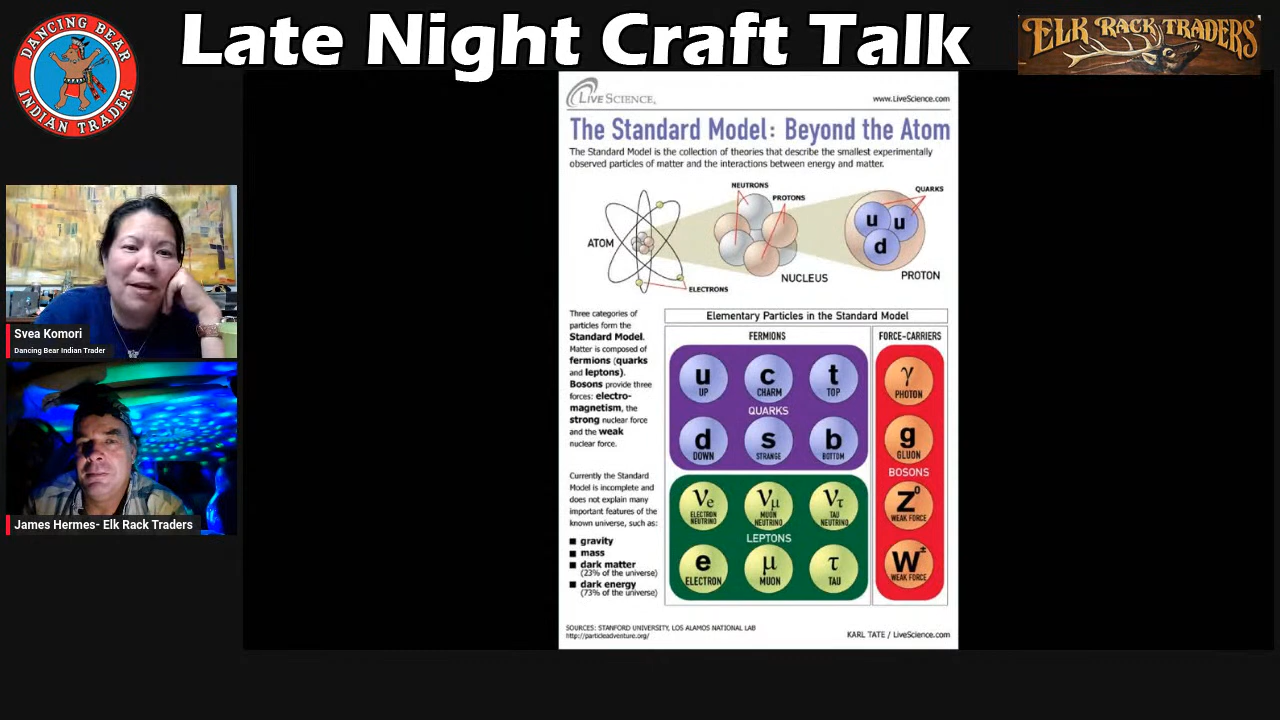 Late Night Craft Talk
DANCING BEAR
INDIAN TRADER
ELK RACK TRADERS
Svea Komori
Dancing Bear Indian Trader
James Hermes- Elk Rack Traders
LIVESCIENCE.
www.LiveScience.com
The Standard Model: Beyond the Atom
The Standard Model is the collection of theories that describe the smallest experimentally
observed particles of matter and the interactions between energy and matter.
ATOM
ELECTRONS
NEUTRONS
PROTONS
NUCLEUS
QUARKS
u u
d
PROTON
Three categories of
particles form the
Standard Model.
Matter is composed of
fermions (quarks
and leptons).
Bosons provide three
forces: electro-
magnetism, the
strong nuclear force
and the weak
nuclear force.
Currently the Standard
Model is incomplete and
does not explain many
important features of the
known universe, such as:
■ gravity
■ mass
■ dark matter
(23% of the universe)
■ dark energy
(73% of the universe)
Elementary Particles in the Standard Model
FERMIONS
u c t
UP CHARM TOP
QUARKS
d s b
DOWN STRANGE BOTTOM
νe νμ ντ
ELECTRON NEUTRINO
MUON NEUTRINO
TAU NEUTRINO
LEPTONS
e μ τ
ELECTRON MUON TAU
FORCE-CARRIERS
γ
PHOTON
g
GLUON
BOSONS
Z⁰
WEAK FORCE
W±
WEAK FORCE
SOURCES: STANFORD UNIVERSITY, LOS ALAMOS NATIONAL LAB
http://particleadventure.org/
KARL TATE / LiveScience.com